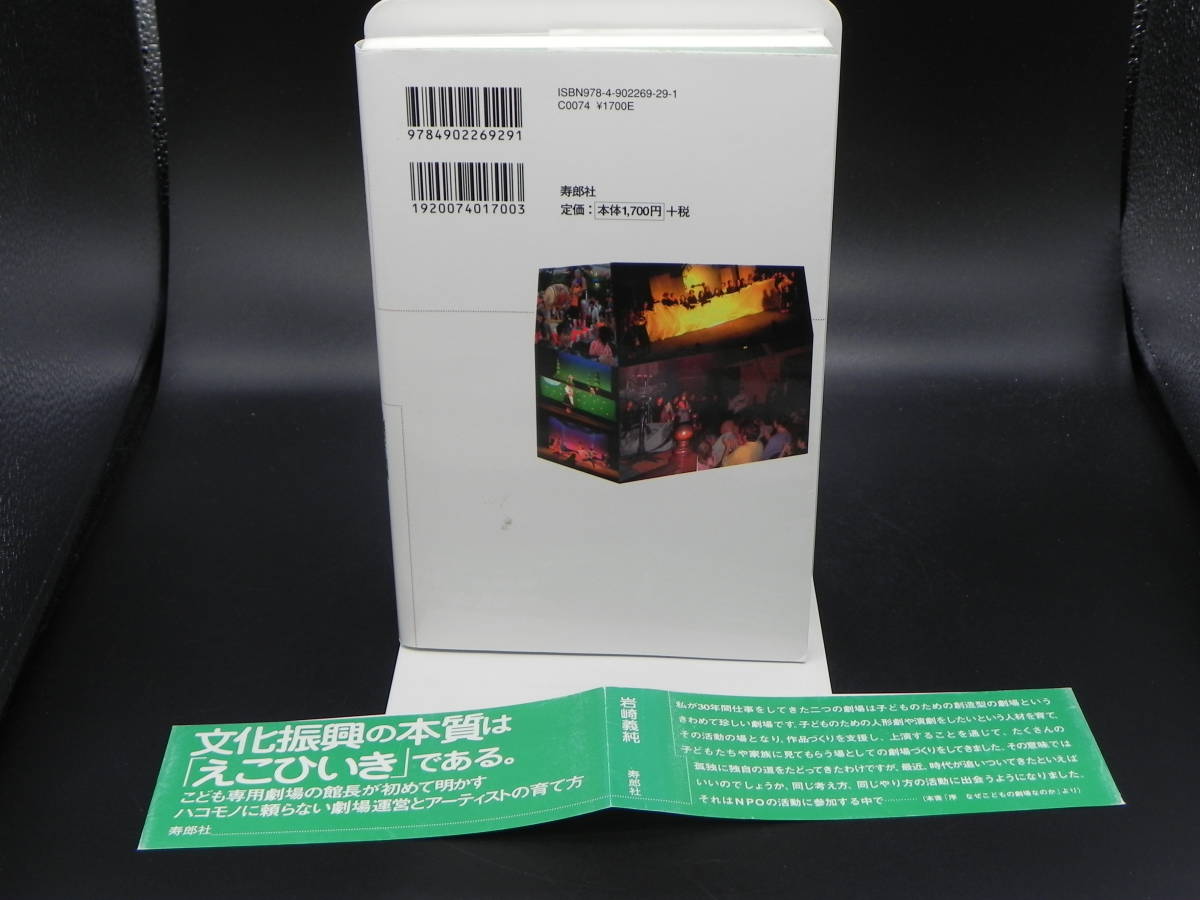 ISBN978-4-902269-29-1
C0074 ¥1700E
9784902269291
1920074017003
寿郎社
定価：本体1,700円+税
文化振興の本質は
「えこひいき」である。
こども専用劇場の館長が初めて明かす
ハコモノに頼らない劇場運営とアーティストの育て方
寿郎社
岩崎義純
寿郎社
私が30年間仕事をしてきた二つの劇場は子どものための創造型の劇場という
きわめて珍しい劇場です。子どものための人形劇や演劇をしたいという人材を育て、
その活動の場となり、作品づくりを支援し、上演することを通じて、たくさんの
子どもたちや家族に見てもらう場としての劇場づくりをしてきました。その意味では
孤独に独自の道をたどってきたわけですが、最近、時代が追いついてきたといえば
いいのでしょうか、同じ考え方、同じやり方の活動に出会うようになりました。
それはNPOの活動に参加する中で………（本書「序　なぜこどもの劇場なのか」より）